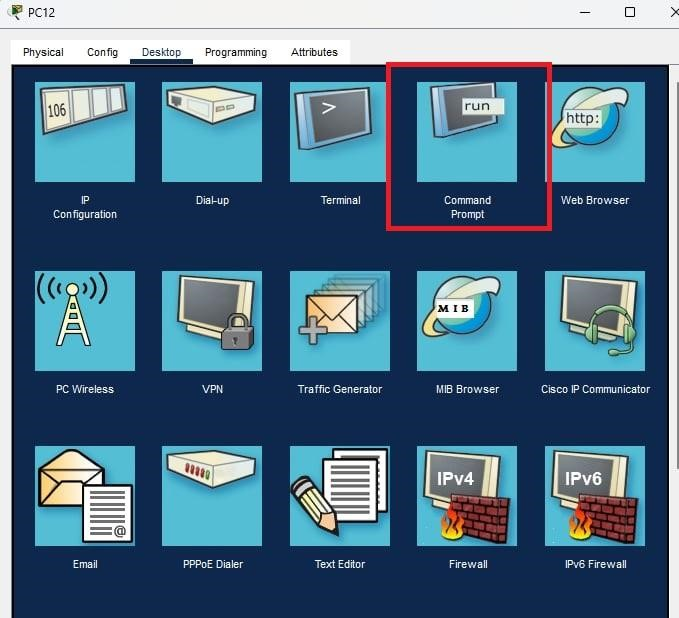 PC12
Physical Config Desktop Programming Attributes
106
>
run
http:
IP
Configuration
Dial-up
Terminal
Command
Prompt
Web Browser
MIB
PC Wireless
VPN
Traffic Generator
MIB Browser
Cisco IP Communicator
@
IPv4
IPv6
Email
PPPoE Dialer
Text Editor
Firewall
IPv6 Firewall